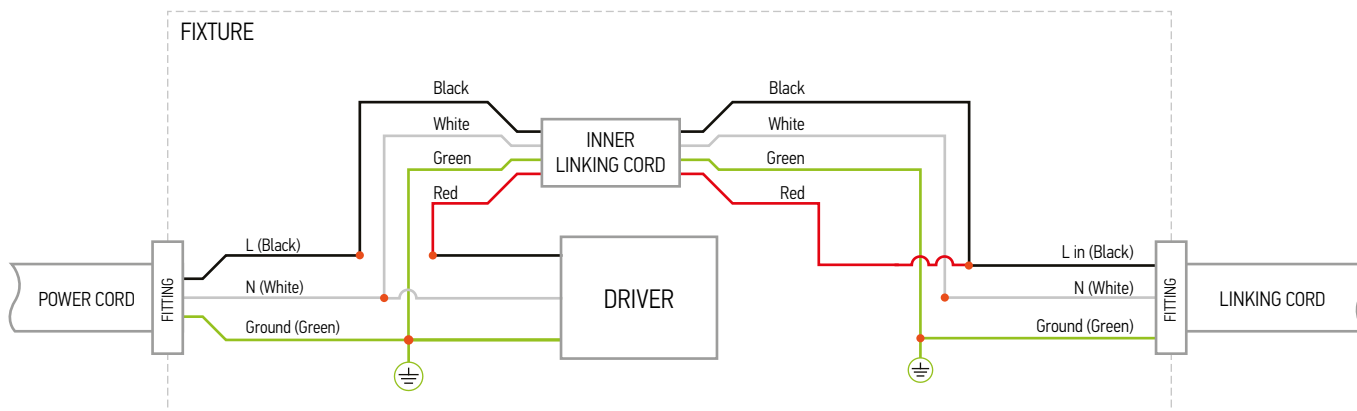 FIXTURE
Black
Black
White
White
INNER
LINKING CORD
Green
Green
Red
Red
L (Black)
L in (Black)
POWER CORD
FITTING
N (White)
DRIVER
N (White)
FITTING
LINKING CORD
Ground (Green)
Ground (Green)